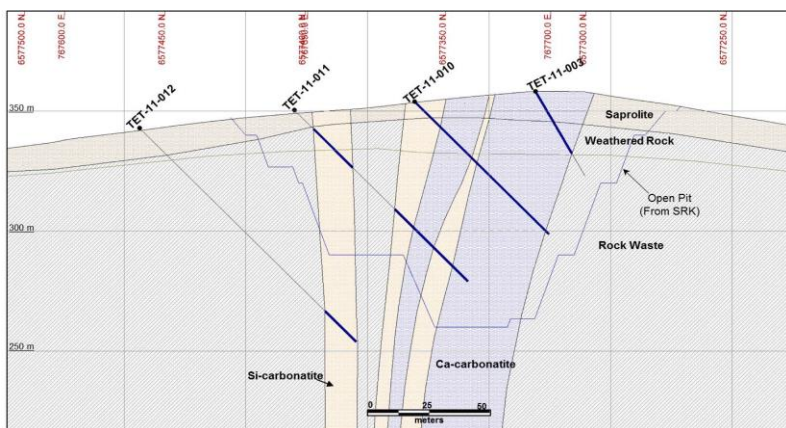 6577500.0 N
767600.0 E
6577450.0 N
6577400.0 N
6577350.0 N
767700.0 E
6577300.0 N
6577250.0 N
TET-11-012
TET-11-011
TET-11-010
TET-11-003
350 m
Saprolite
Weathered Rock
Open Pit
(From SRK)
300 m
Rock Waste
250 m
Ca-carbonatite
Si-carbonatite
0 25 50
meters